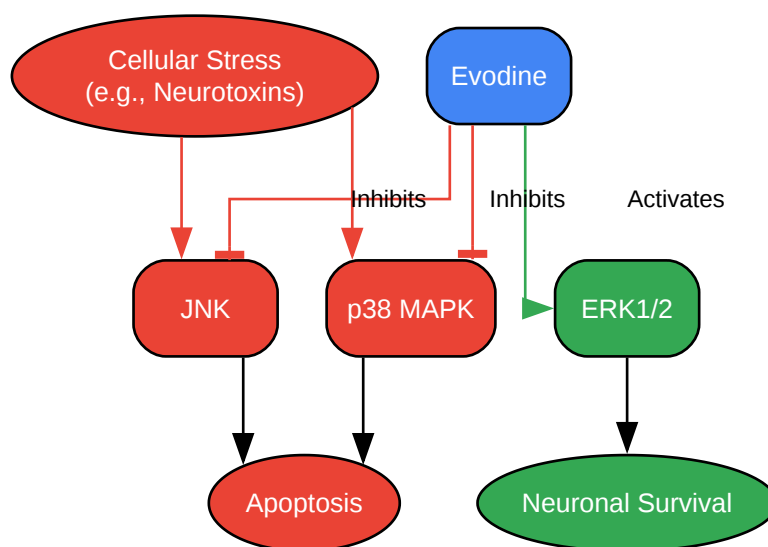 Cellular Stress
(e.g., Neurotoxins)
Evodine
Inhibits
Inhibits
Activates
JNK
p38 MAPK
ERK1/2
Apoptosis
Neuronal Survival